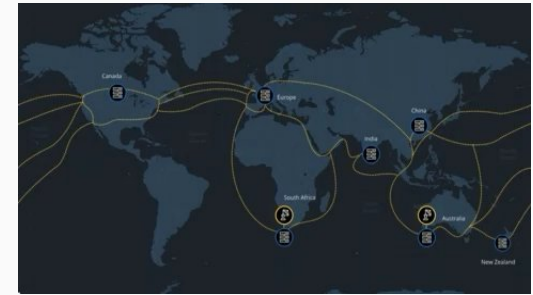 Canada
Europe
China
India
South Africa
Australia
New Zealand